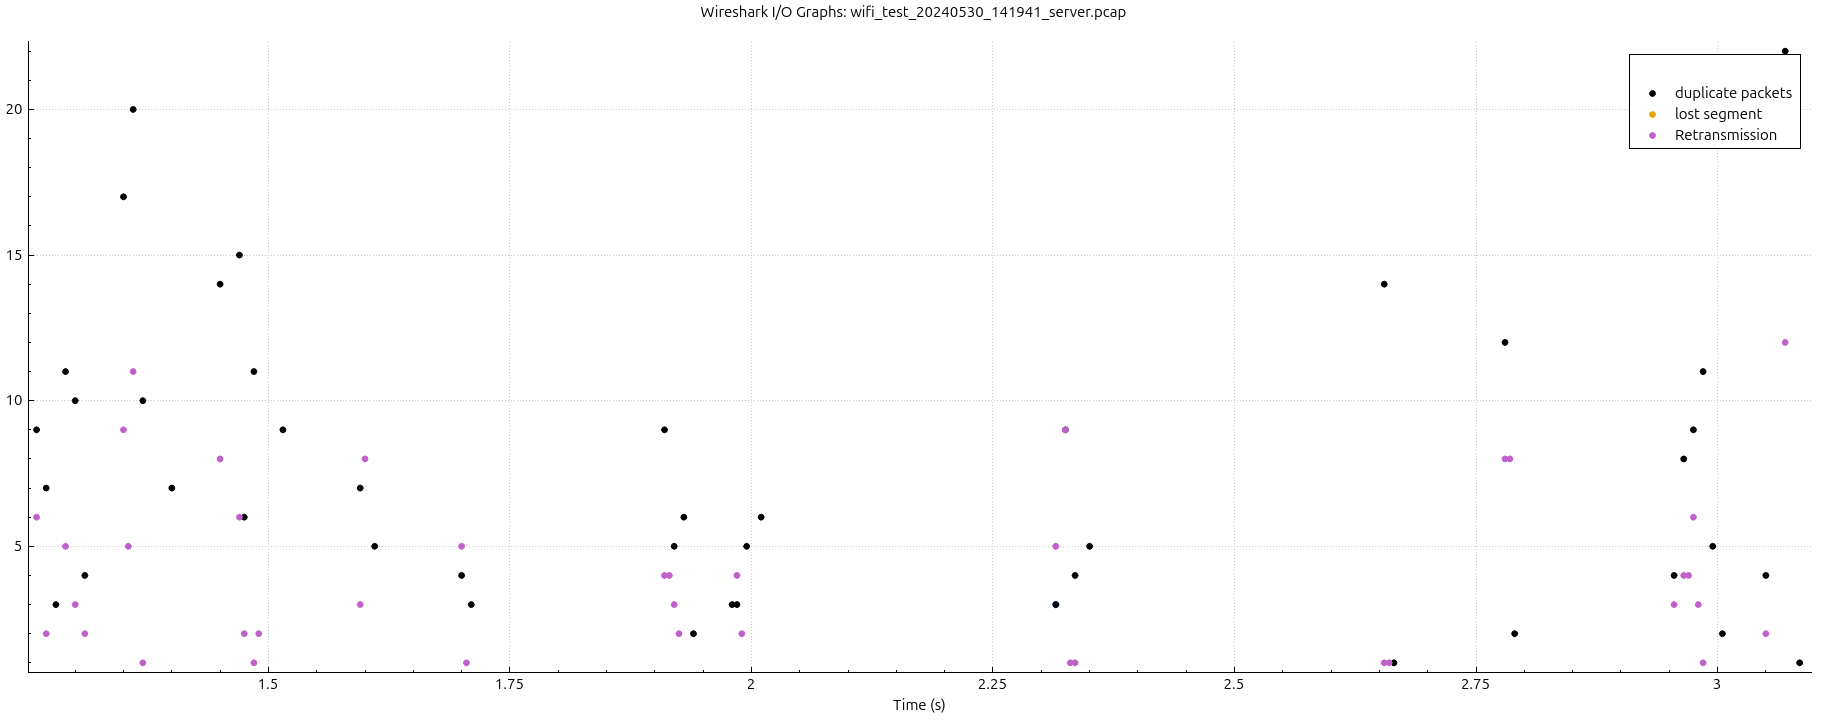 Wireshark I/O Graphs: wifi_test_20240530_141941_server.pcap
duplicate packets
lost segment
Retransmission
20
15
10
5
1.5 1.75 2 2.25 2.5 2.75 3
Time (s)